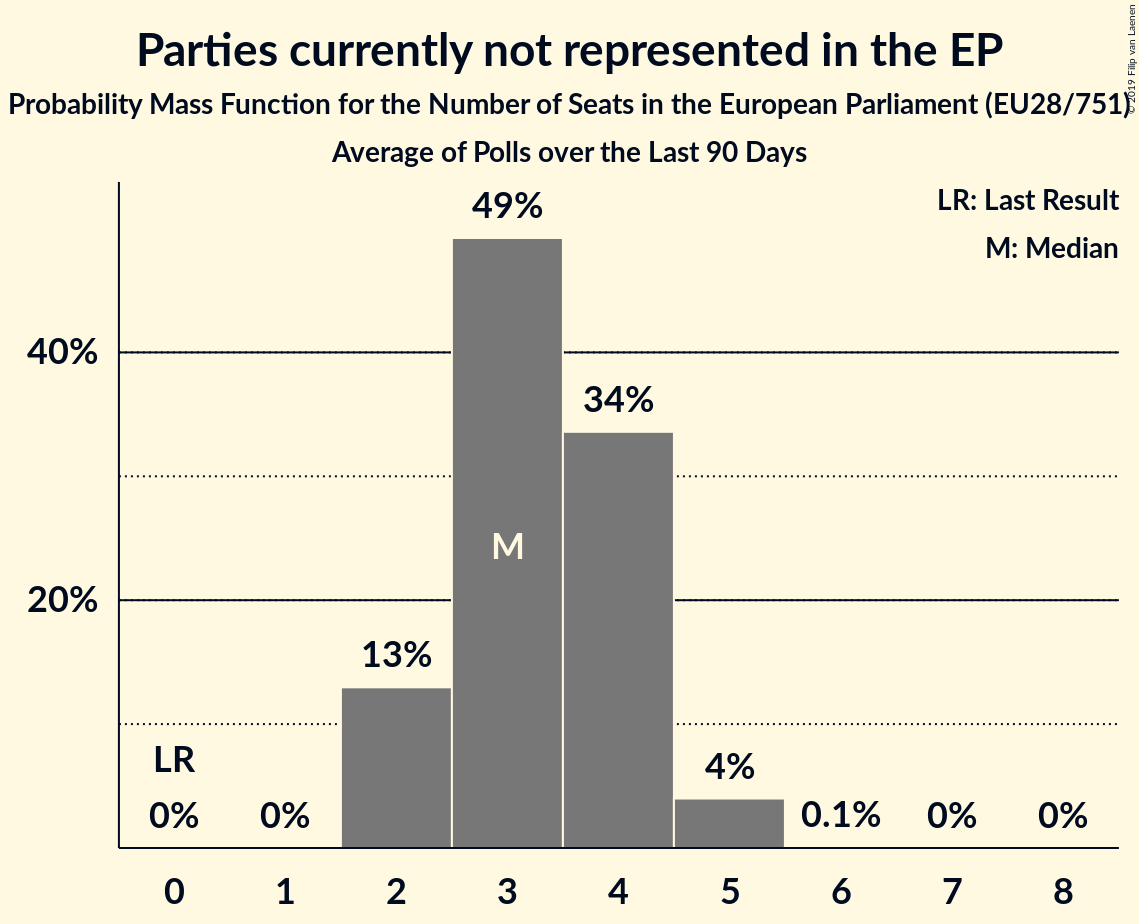 Parties currently not represented in the EP
Probability Mass Function for the Number of Seats in the European Parliament (EU28/751)
Average of Polls over the Last 90 Days
© 2019 Filip van Laenen
LR: Last Result
M: Median
49%
40%
34%
M
20%
13%
LR
4%
0%
0%
0.1%
0%
0%
0 1 2 3 4 5 6 7 8